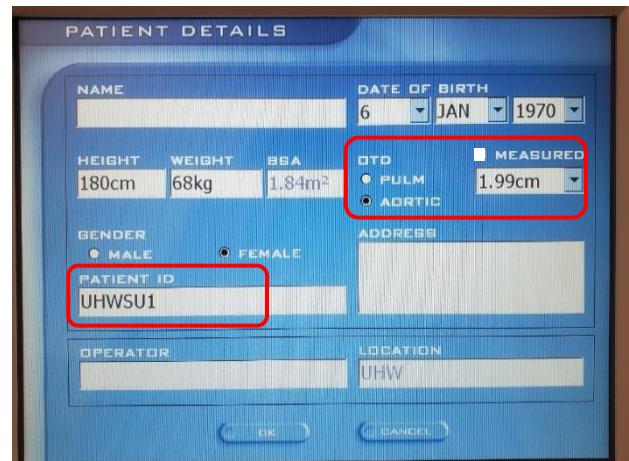 PATIENT DETAILS
NAME
DATE OF BIRTH
6 JAN 1970
HEIGHT WEIGHT BSA
180cm 68kg 1.84m²
OTD MEASURED
PULM 1.99cm
AORTIC
GENDER
MALE FEMALE
ADDRESS
PATIENT ID
UHWSU1
OPERATOR
LOCATION
UHW
OK CANCEL